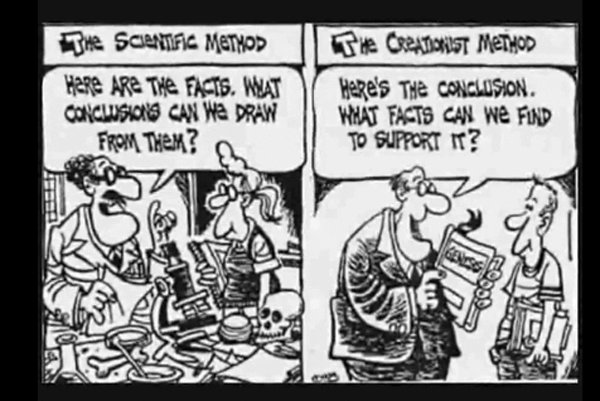 The Scientific Method
Here are the facts. What
conclusions can we draw
from them?
The Creationist Method
Here's the conclusion.
What facts can we find
to support it?
Genesis